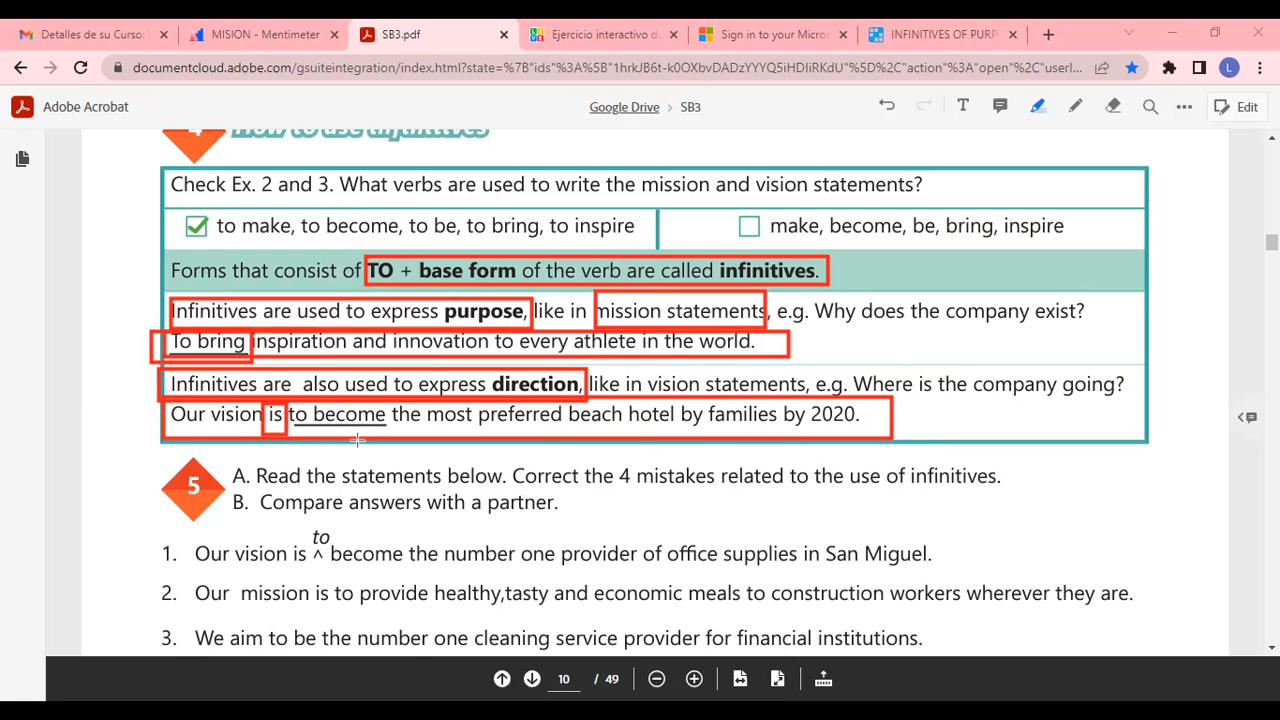 Detalles de su Curso:
MISION - Mentimeter
SB3.pdf
Ejercicio interactivo de
Sign in to your Micros
INFINITIVES OF PURP
documentcloud.adobe.com/gsuiteintegration/index.html?state=%7B"ids"%3A%5B"1hrkJB6t-k0OXbvDADzYYYQ5iHDIiRKdU"%5D%2C"action"%3A"open"%2C"userI...
L
Adobe Acrobat
Google Drive › SB3
Edit
4 How to use infinitives
Check Ex. 2 and 3. What verbs are used to write the mission and vision statements?
to make, to become, to be, to bring, to inspire
make, become, be, bring, inspire
Forms that consist of TO + base form of the verb are called infinitives.
Infinitives are used to express purpose, like in mission statements, e.g. Why does the company exist?
To bring inspiration and innovation to every athlete in the world.
Infinitives are also used to express direction, like in vision statements, e.g. Where is the company going?
Our vision is to become the most preferred beach hotel by families by 2020.
5 A. Read the statements below. Correct the 4 mistakes related to the use of infinitives.
B. Compare answers with a partner.
to
1. Our vision is ^ become the number one provider of office supplies in San Miguel.
2. Our mission is to provide healthy,tasty and economic meals to construction workers wherever they are.
3. We aim to be the number one cleaning service provider for financial institutions.
10 / 49